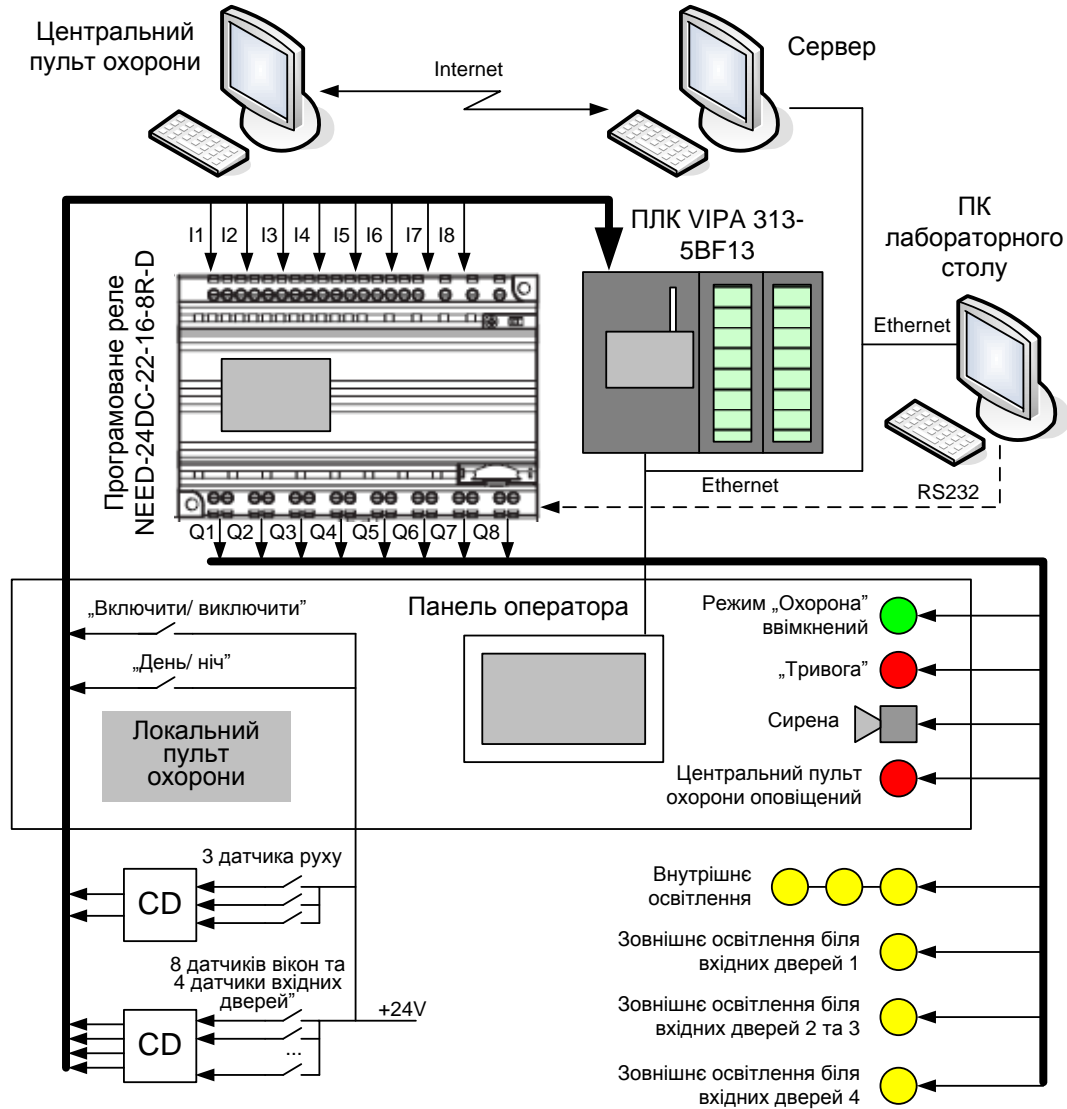 Центральний
пульт охорони
Internet
Сервер
I1 I2 I3 I4 I5 I6 I7 I8
ПЛК VIPA 313-
5BF13
ПК
лабораторного
столу
Програмоване реле
NEED-24DC-22-16-8R-D
Ethernet
Ethernet
RS232
Q1 Q2 Q3 Q4 Q5 Q6 Q7 Q8
„Включити/ виключити”
„День/ ніч”
Локальний
пульт
охорони
Панель оператора
Режим „Охорона”
ввімкнений
„Тривога”
Сирена
Центральний пульт
охорони оповіщений
3 датчика руху
CD
8 датчиків вікон та
4 датчики вхідних
дверей”
+24V
CD
...
Внутрішнє
освітлення
Зовнішнє освітлення біля
вхідних дверей 1
Зовнішнє освітлення біля
вхідних дверей 2 та 3
Зовнішнє освітлення біля
вхідних дверей 4